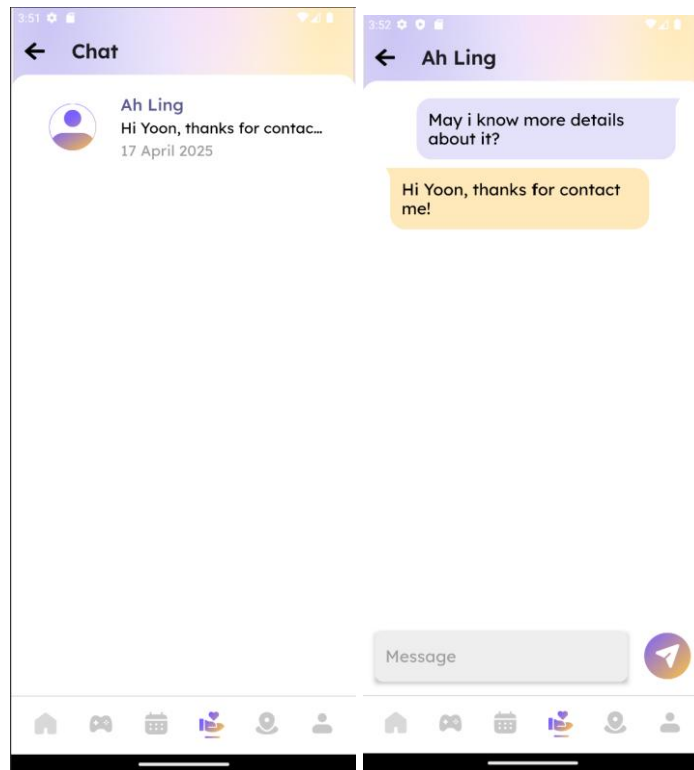 3:51
Chat
Ah Ling
Hi Yoon, thanks for contac...
17 April 2025
3:52
Ah Ling
May i know more details
about it?
Hi Yoon, thanks for contact
me!
Message